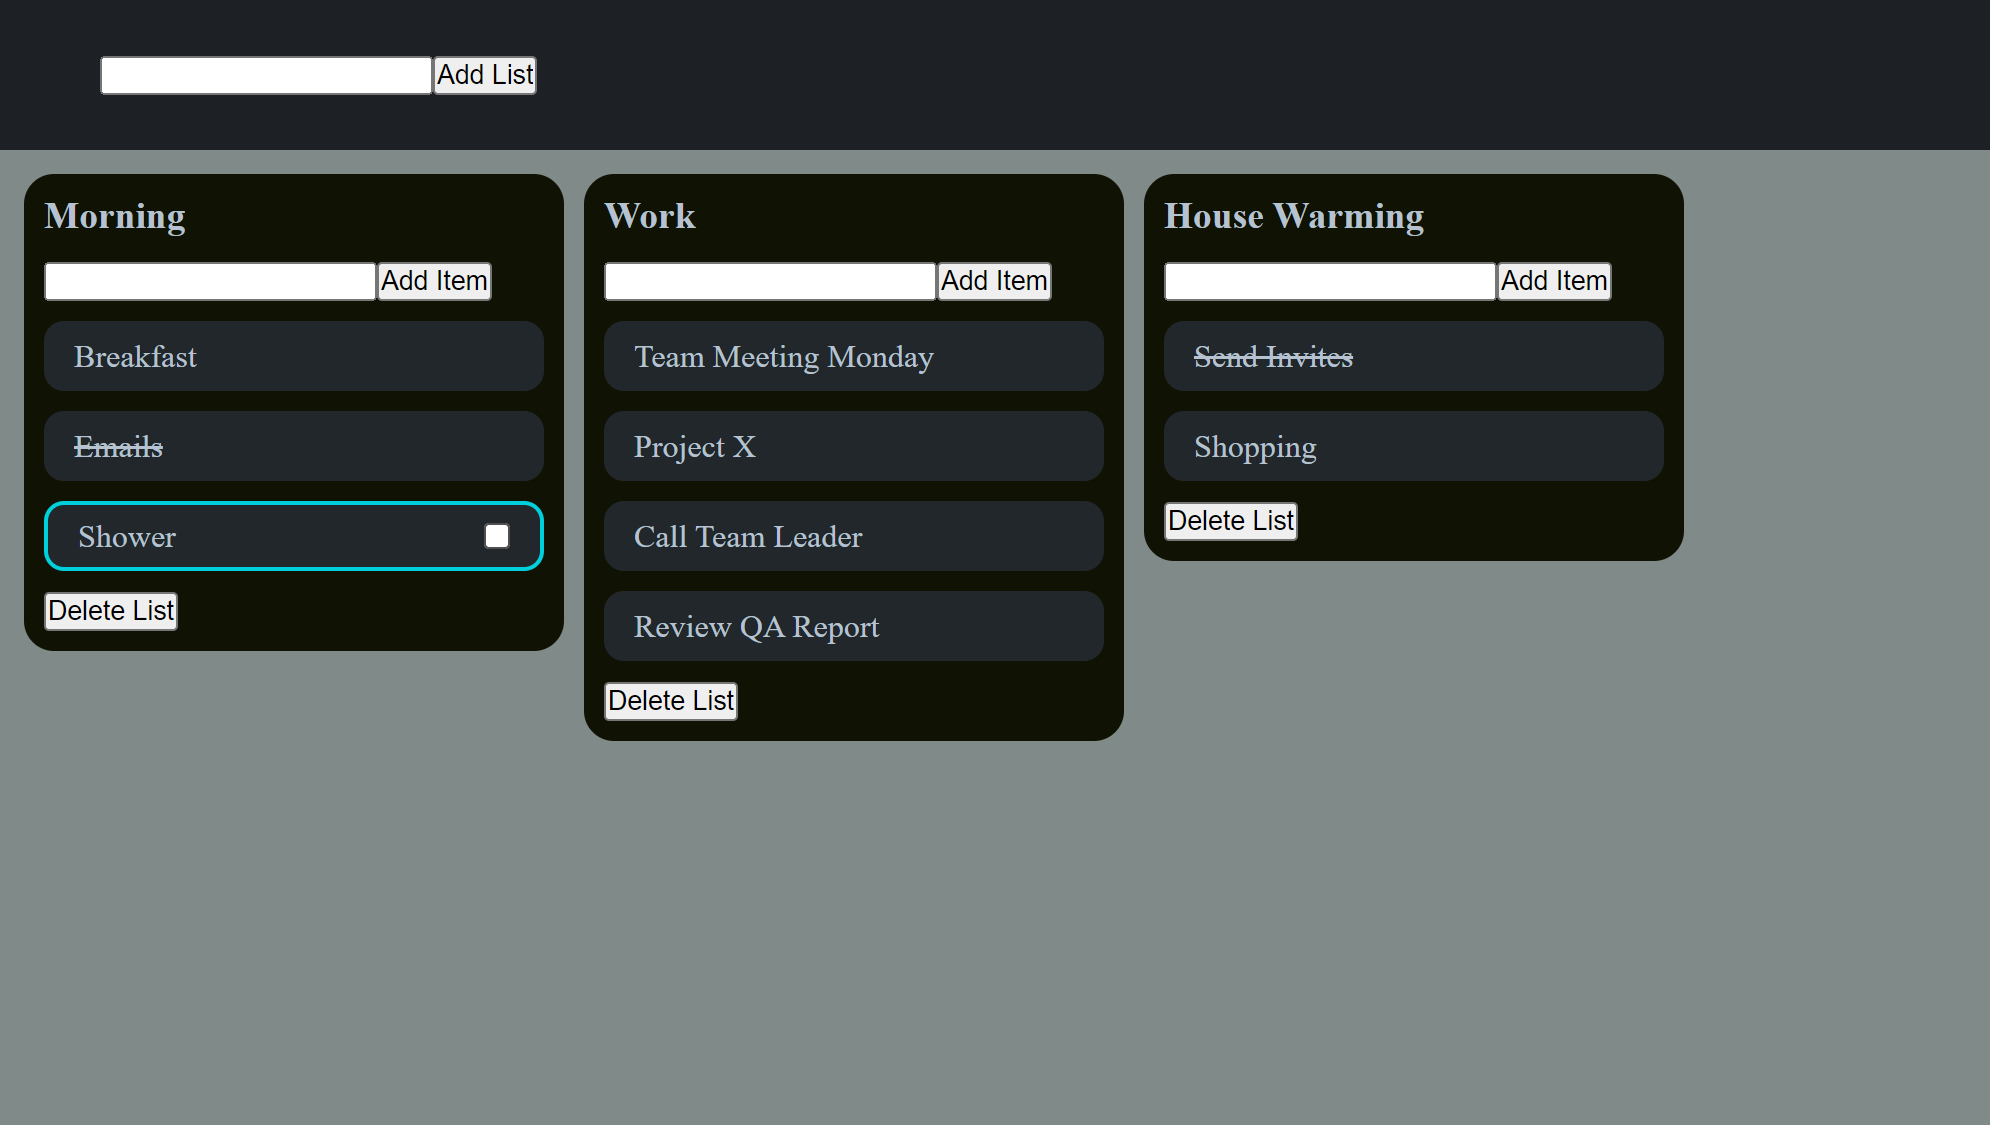 Add List
Morning
Add Item
Breakfast
Emails
Shower
Delete List
Work
Add Item
Team Meeting Monday
Project X
Call Team Leader
Review QA Report
Delete List
House Warming
Add Item
Send Invites
Shopping
Delete List